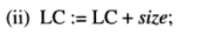 (ii) LC := LC + size;